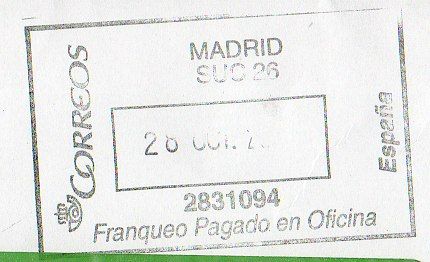 CORREOS
MADRID
SUC 26
28 OCT.
2831094
Franqueo Pagado en Oficina
España